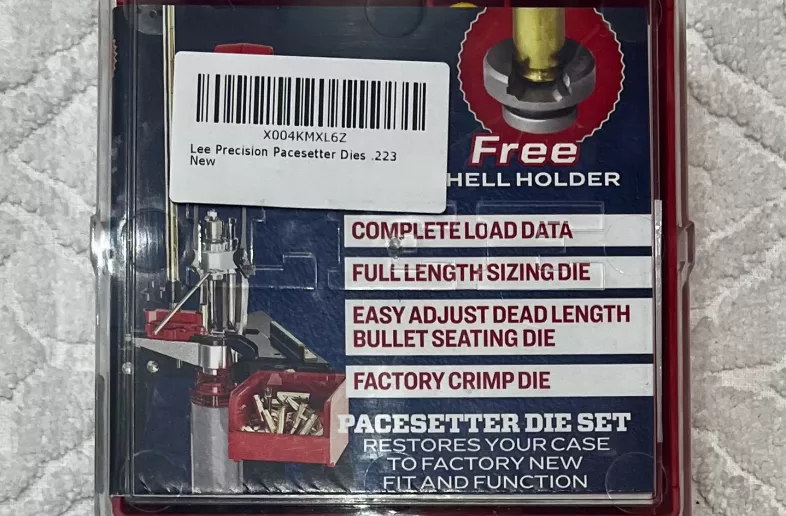 X004KMXL6Z
Lee Precision Pacesetter Dies .223
New
Free
HELL HOLDER
COMPLETE LOAD DATA
FULL LENGTH SIZING DIE
EASY ADJUST DEAD LENGTH
BULLET SEATING DIE
FACTORY CRIMP DIE
PACESETTER DIE SET
RESTORES YOUR CASE
TO FACTORY NEW
FIT AND FUNCTION